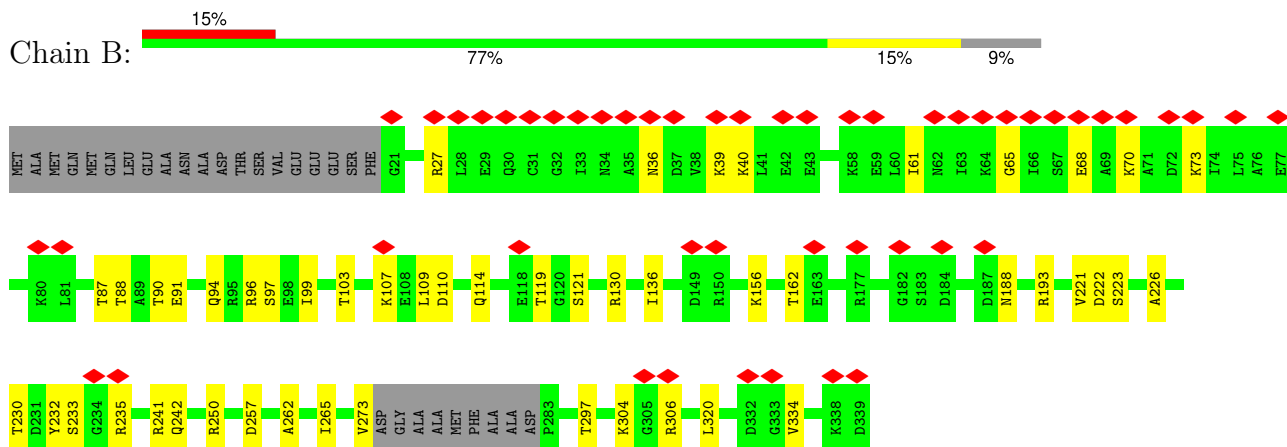 15%
Chain B:
77% 15% 9%
MET ALA MET GLN MET GLN LEU GLU ALA ASN ALA ASP THR SER VAL GLU GLU GLU SER PHE G21 R27 L28 E29 Q30 C31 G32 I33 N34 A35 N36 D37 V38 K39 K40 L41 E42 E43 K58 E59 L60 I61 N62 I63 K64 G65 I66 S67 E68 A69 K70 A71 D72 K73 I74 L75 A76 E77
K80 L81 T87 T88 A89 T90 E91 Q94 R95 R96 S97 E98 I99 T103 K107 E108 L109 D110 Q114 E118 T119 G120 S121 R130 I136 D149 R150 K156 T162 E163 R177 G182 S183 D184 D187 N188 R193 V221 D222 S223 A226
T230 D231 Y232 S233 G234 R235 R241 Q242 R250 D257 A262 I265 V273 ASP GLY ALA ALA MET PHE ALA ALA ASP P283 T297 K304 G305 R306 L320 D332 G333 V334 K338 D339